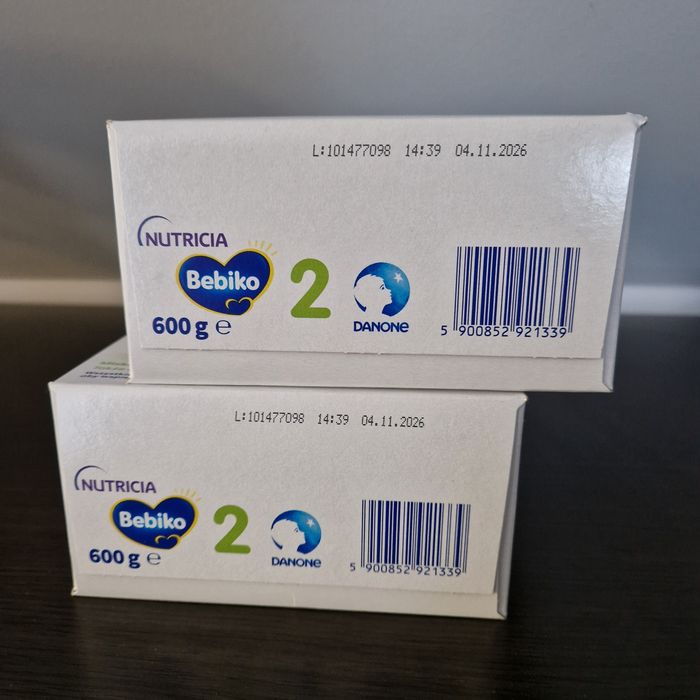 L:101477098 14:39 04.11.2026
NUTRICIA
Bebiko
2
600 g e
DANONE
5 900852 921339
L:101477098 14:39 04.11.2026
NUTRICIA
Bebiko
2
600 g e
DANONE
5 900852 921339